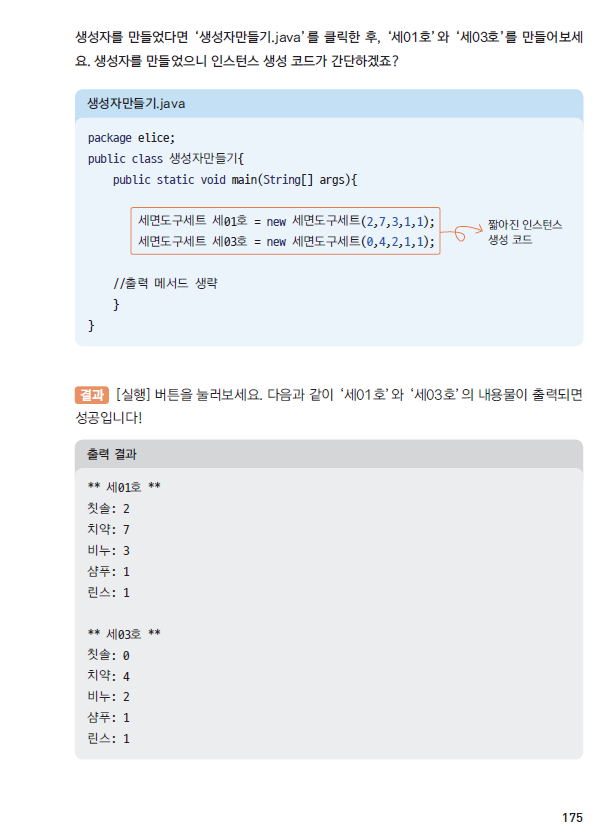 생성자를 만들었다면 ‘생성자만들기.java’를 클릭한 후, ‘세01호’와 ‘세03호’를 만들어보세
요. 생성자를 만들었으니 인스턴스 생성 코드가 간단하겠죠?
생성자만들기.java
package elice;
public class 생성자만들기{
public static void main(String[] args){
세면도구세트 세01호 = new 세면도구세트(2,7,3,1,1);
세면도구세트 세03호 = new 세면도구세트(0,4,2,1,1);
짧아진 인스턴스
생성 코드
//출력 메서드 생략
}
}
결과 [실행] 버튼을 눌러보세요. 다음과 같이 ‘세01호’와 ‘세03호’의 내용물이 출력되면
성공입니다!
출력 결과
** 세01호 **
칫솔: 2
치약: 7
비누: 3
샴푸: 1
린스: 1
** 세03호 **
칫솔: 0
치약: 4
비누: 2
샴푸: 1
린스: 1
175